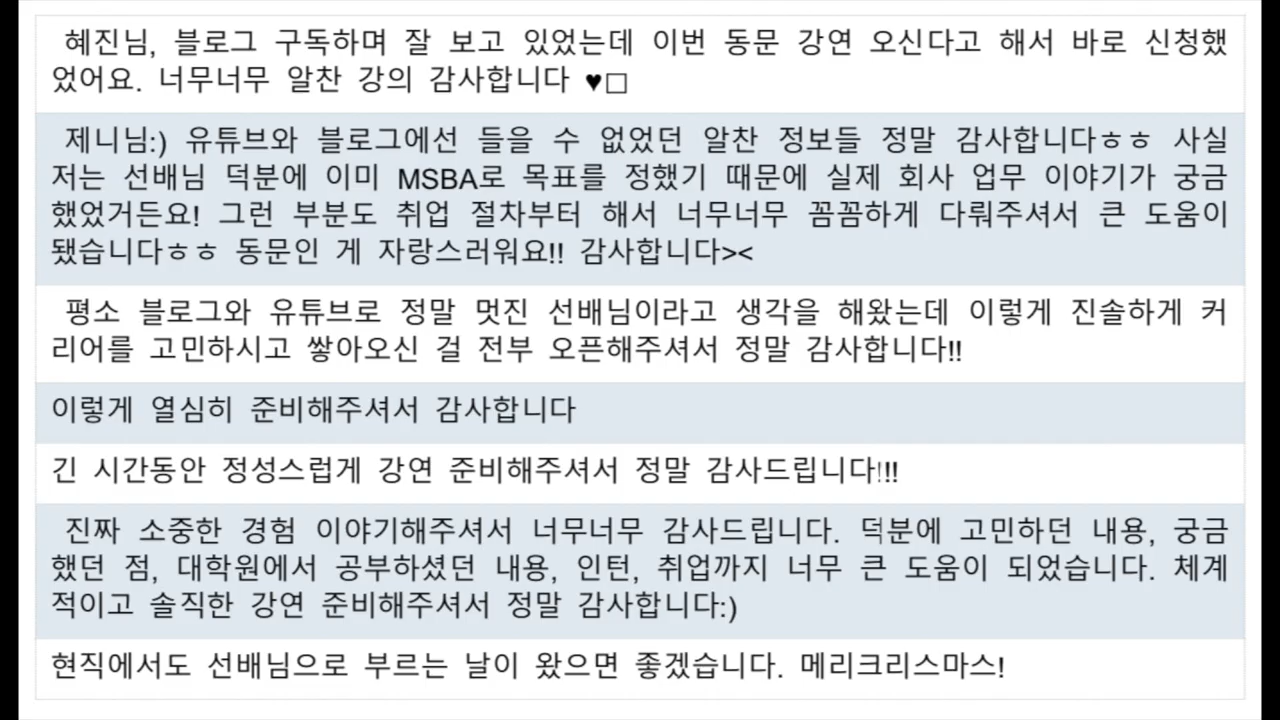 혜진님, 블로그 구독하며 잘 보고 있었는데 이번 동문 강연 오신다고 해서 바로 신청했
었어요. 너무너무 알찬 강의 감사합니다 ♥□
제니님:) 유튜브와 블로그에선 들을 수 없었던 알찬 정보들 정말 감사합니다ㅎㅎ 사실
저는 선배님 덕분에 이미 MSBA로 목표를 정했기 때문에 실제 회사 업무 이야기가 궁금
했었거든요! 그런 부분도 취업 절차부터 해서 너무너무 꼼꼼하게 다뤄주셔서 큰 도움이
됐습니다ㅎㅎ 동문인 게 자랑스러워요!! 감사합니다><
평소 블로그와 유튜브로 정말 멋진 선배님이라고 생각을 해왔는데 이렇게 진솔하게 커
리어를 고민하시고 쌓아오신 걸 전부 오픈해주셔서 정말 감사합니다!!
이렇게 열심히 준비해주셔서 감사합니다
긴 시간동안 정성스럽게 강연 준비해주셔서 정말 감사드립니다!!!
진짜 소중한 경험 이야기해주셔서 너무너무 감사드립니다. 덕분에 고민하던 내용, 궁금
했던 점, 대학원에서 공부하셨던 내용, 인턴, 취업까지 너무 큰 도움이 되었습니다. 체계
적이고 솔직한 강연 준비해주셔서 정말 감사합니다:)
현직에서도 선배님으로 부르는 날이 왔으면 좋겠습니다. 메리크리스마스!